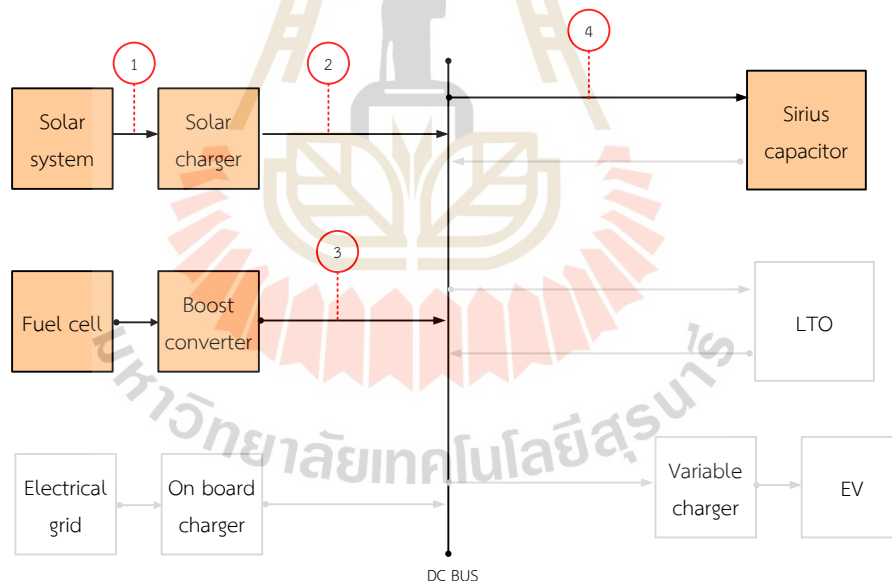 1
2
4
Solar
system
Solar
charger
Sirius
capacitor
3
Fuel cell
Boost
converter
LTO
มหาวิทยาลัยเทคโนโลยีสุรนารี
Electrical
grid
On board
charger
Variable
charger
EV
DC BUS